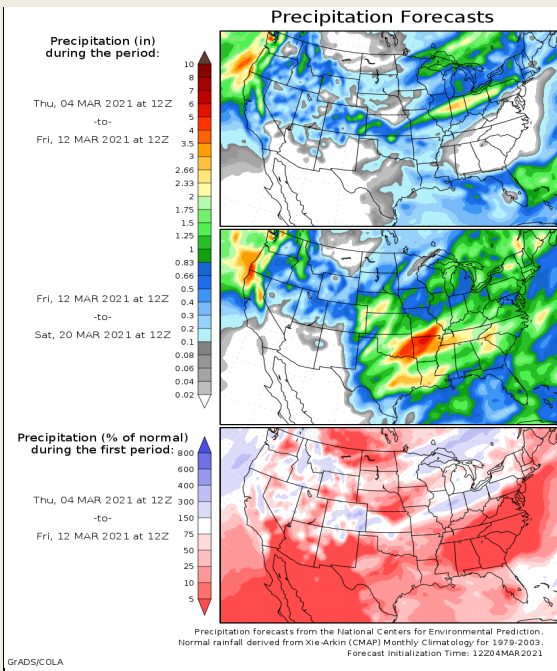 Precipitation Forecasts
Precipitation (in)
during the period:
Thu, 04 MAR 2021 at 12Z
-to-
Fri, 12 MAR 2021 at 12Z
10
8
7
6
5
4
3.5
3
2.66
2.33
2
1.75
1.5
1.25
1
0.83
0.66
0.5
0.4
0.3
0.2
0.1
0.08
0.06
0.04
0.02
Fri, 12 MAR 2021 at 12Z
-to-
Sat, 20 MAR 2021 at 12Z
Precipitation (% of normal)
during the first period:
Thu, 04 MAR 2021 at 12Z
-to-
Fri, 12 MAR 2021 at 12Z
800
600
400
300
150
75
50
25
10
5
Precipitation forecasts from the National Centers for Environmental Prediction.
Normal rainfall derived from Xie-Arkin (CMAP) Monthly Climatology for 1979-2003.
Forecast Initialization Time: 12Z04MAR2021
GrADS/COLA